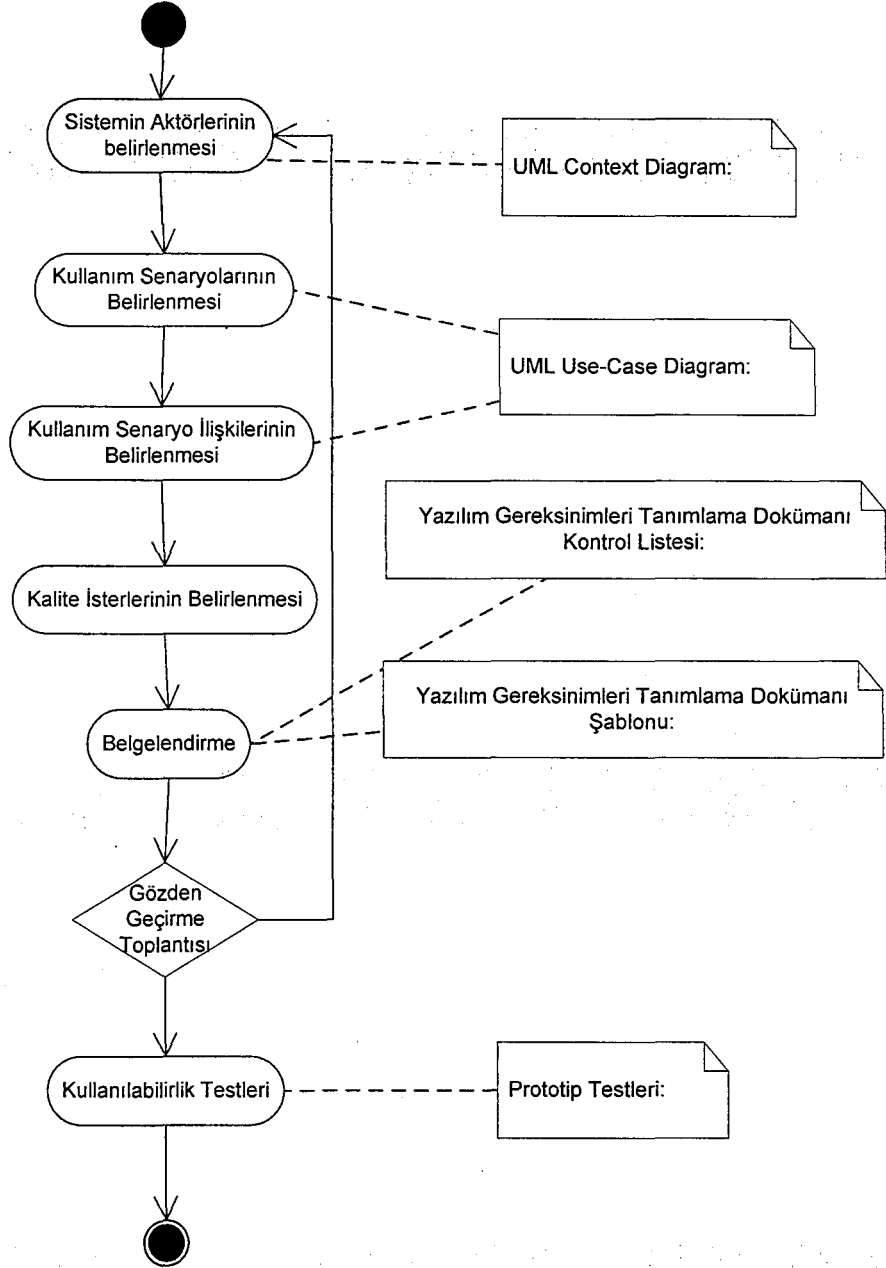 Sistemin Aktörlerinin
belirlenmesi
UML Context Diagram:
Kullanım Senaryolarının
Belirlenmesi
UML Use-Case Diagram:
Kullanım Senaryo İlişkilerinin
Belirlenmesi
Yazılım Gereksinimleri Tanımlama Dokümanı
Kontrol Listesi:
Kalite İsterlerinin Belirlenmesi
Yazılım Gereksinimleri Tanımlama Dokümanı
Şablonu:
Belgelendirme
Gözden
Geçirme
Toplantısı
Kullanılabilirlik Testleri
Prototip Testleri: